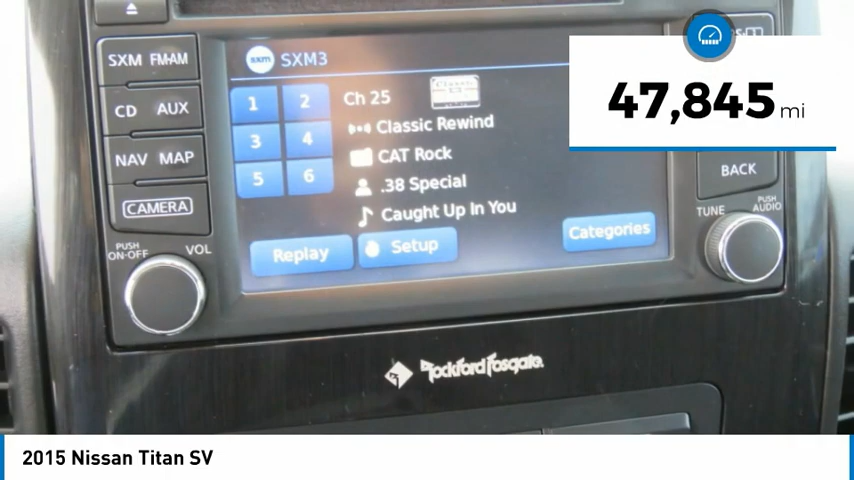 SXM FM·AM
CD AUX
NAV MAP
CAMERA
PUSH
ON·OFF
VOL
sxm SXM3
1 2
3 4
5 6
Ch 25
Classic Rewind
CAT Rock
.38 Special
Caught Up In You
Replay
Setup
Categories
47,845 mi
BACK
TUNE
PUSH
AUDIO
Rockford Fosgate
2015 Nissan Titan SV